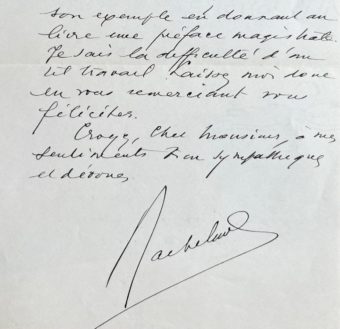 son exemple en donnant au
livre une préface magistrale.
Je sais la difficulté d'un
tel travail. Laissez moi donc
en vous remerciant vous
féliciter.
Croyez, cher Monsieur, à mes
sentiments bien sympathiques
et dévoués
Bachelard